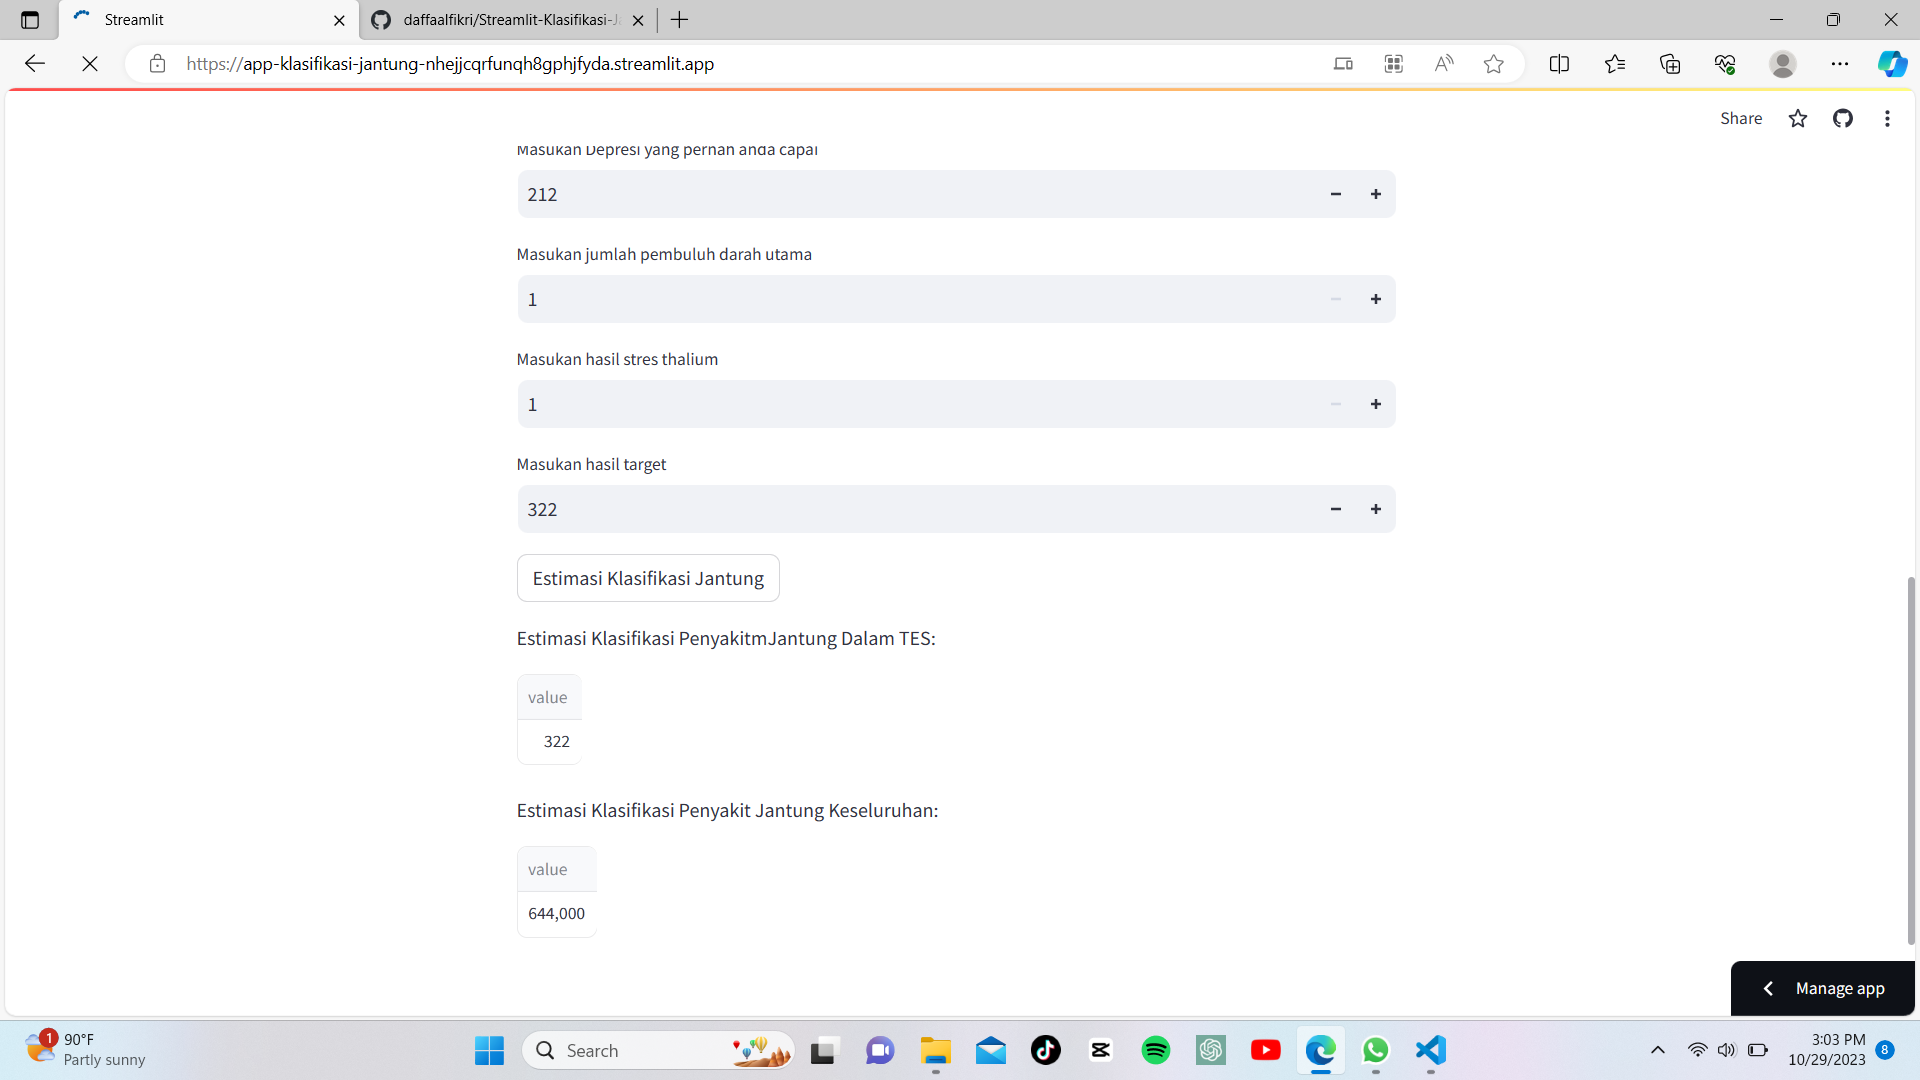 Streamlit
daffaalfikri/Streamlit-Klasifikasi-J
https://app-klasifikasi-jantung-nhejjcqrfunqh8gphjfyda.streamlit.app
Share
Masukan Depresi yang pernah anda capai
212
Masukan jumlah pembuluh darah utama
1
Masukan hasil stres thalium
1
Masukan hasil target
322
Estimasi Klasifikasi Jantung
Estimasi Klasifikasi PenyakitmJantung Dalam TES:
value
322
Estimasi Klasifikasi Penyakit Jantung Keseluruhan:
value
644,000
Manage app
1
90°F
Partly sunny
Search
3:03 PM
10/29/2023
8